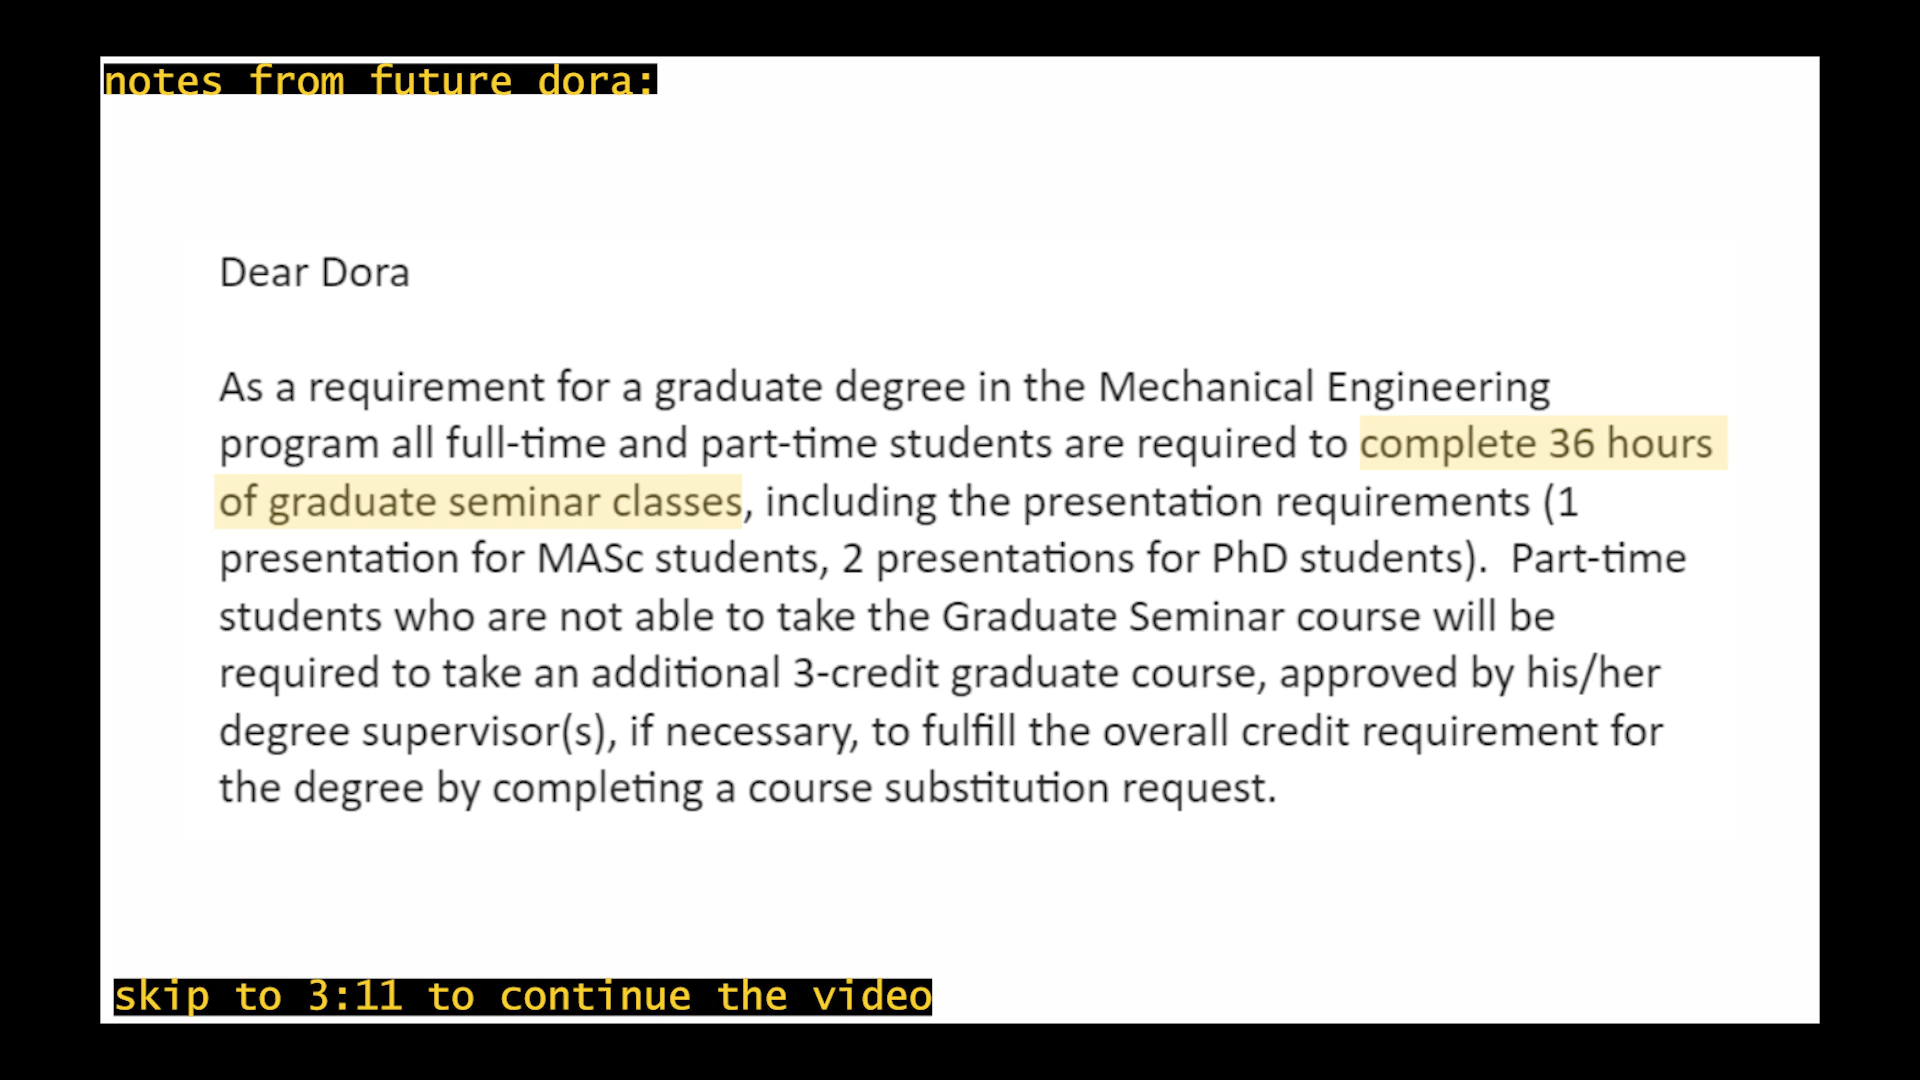 notes from future dora:
Dear Dora
As a requirement for a graduate degree in the Mechanical Engineering
program all full-time and part-time students are required to complete 36 hours
of graduate seminar classes, including the presentation requirements (1
presentation for MASc students, 2 presentations for PhD students).  Part-time
students who are not able to take the Graduate Seminar course will be
required to take an additional 3-credit graduate course, approved by his/her
degree supervisor(s), if necessary, to fulfill the overall credit requirement for
the degree by completing a course substitution request.
skip to 3:11 to continue the video